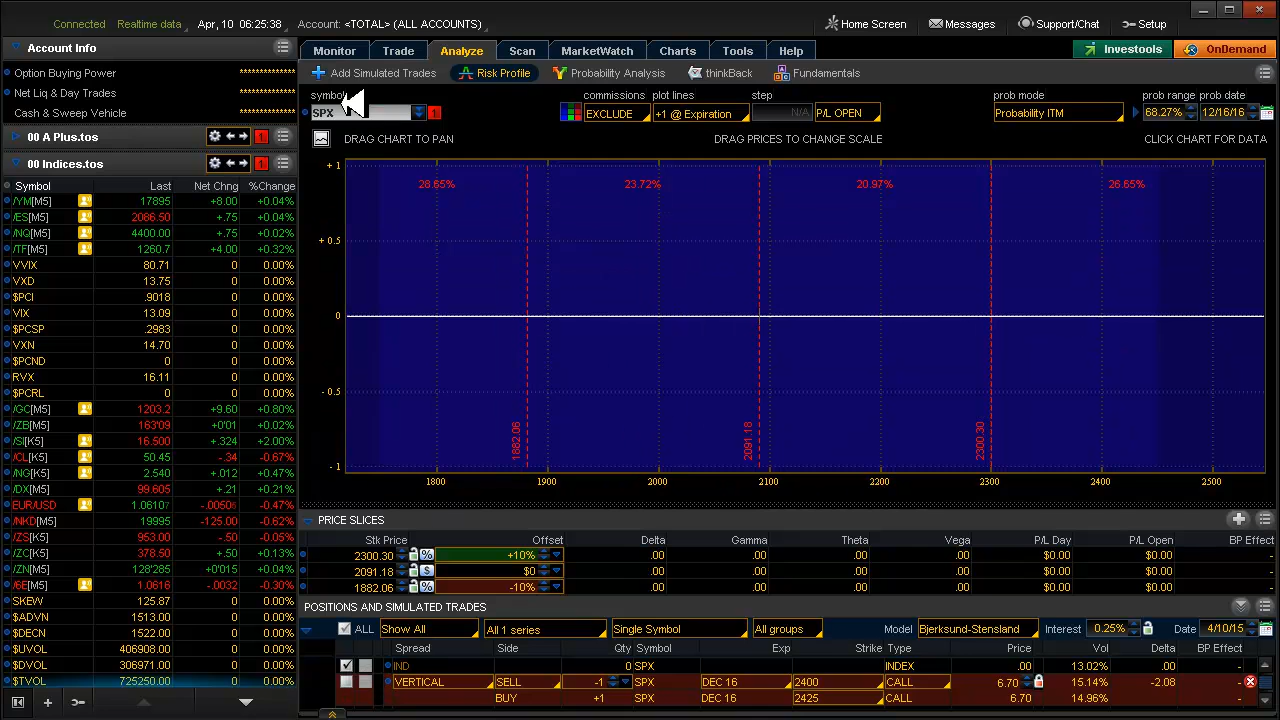 Connected Realtime data Apr, 10 06:25:38 Account: <TOTAL> (ALL ACCOUNTS) Home Screen Messages Support/Chat Setup
Account Info
Option Buying Power ************
Net Liq & Day Trades ************
Cash & Sweep Vehicle ************
00 A Plus.tos 1
00 Indices.tos 1
Symbol Last Net Chng %Change
/YM[M5] 17895 +8.00 +0.04%
/ES[M5] 2086.50 +.75 +0.04%
/NQ[M5] 4400.00 +.75 +0.02%
/TF[M5] 1260.7 +4.00 +0.32%
VVIX 80.71 0 0.00%
VXD 13.75 0 0.00%
$PCI .9018 0 0.00%
VIX 13.09 0 0.00%
$PCSP .2983 0 0.00%
VXN 14.70 0 0.00%
$PCND 0 0 0.00%
RVX 16.11 0 0.00%
$PCRL 0 0 0.00%
/GC[M5] 1203.2 +9.60 +0.80%
/ZB[M5] 163'09 +0'01 +0.02%
/SI[K5] 16.500 +.324 +2.00%
/CL[K5] 50.45 -.34 -0.67%
/NG[K5] 2.540 +.012 +0.47%
/DX[M5] 99.605 +.21 +0.21%
EUR/USD 1.06107 -.00506 -0.47%
/NKD[M5] 19995 -125.00 -0.62%
/ZS[K5] 953.00 -.50 -0.05%
/ZC[K5] 378.50 +.50 +0.13%
/ZN[M5] 128'285 +0'015 +0.04%
/6E[M5] 1.0616 -.0032 -0.30%
SKEW 125.87 0 0.00%
$ADVN 1513.00 0 0.00%
$DECN 1522.00 0 0.00%
$UVOL 406908.00 0 0.00%
$DVOL 306971.00 0 0.00%
$TVOL 725250.00 0 0.00%
Monitor Trade Analyze Scan MarketWatch Charts Tools Help Investools OnDemand
Add Simulated Trades Risk Profile Probability Analysis thinkBack Fundamentals
symbol commissions plot lines step prob mode prob range prob date
SPX 1 EXCLUDE +1 @ Expiration N/A P/L OPEN Probability ITM 68.27% 12/16/16
DRAG CHART TO PAN DRAG PRICES TO CHANGE SCALE CLICK CHART FOR DATA
+ 1
28.65% 23.72% 20.97% 26.65%
+ 0.5
0
- 0.5
1882.06 2091.18 2300.30
- 1
1800 1900 2000 2100 2200 2300 2400 2500
PRICE SLICES
Stk Price Offset Delta Gamma Theta Vega P/L Day P/L Open BP Effect
2300.30 % +10% .00 .00 .00 .00 $0.00 $0.00 -
2091.18 $ $0 .00 .00 .00 .00 $0.00 $0.00 -
1882.06 % -10% .00 .00 .00 .00 $0.00 $0.00 -
POSITIONS AND SIMULATED TRADES
ALL Show All All 1 series Single Symbol All groups Model Bjerksund-Stensland Interest 0.25% Date 4/10/15
Spread Side Qty Symbol Exp Strike Type Price Vol Delta BP Effect
IND 0 SPX INDEX .00 13.02% .00 -
VERTICAL SELL -1 SPX DEC 16 2400 CALL 6.70 15.14% -2.08 -
BUY +1 SPX DEC 16 2425 CALL 6.70 14.96% -